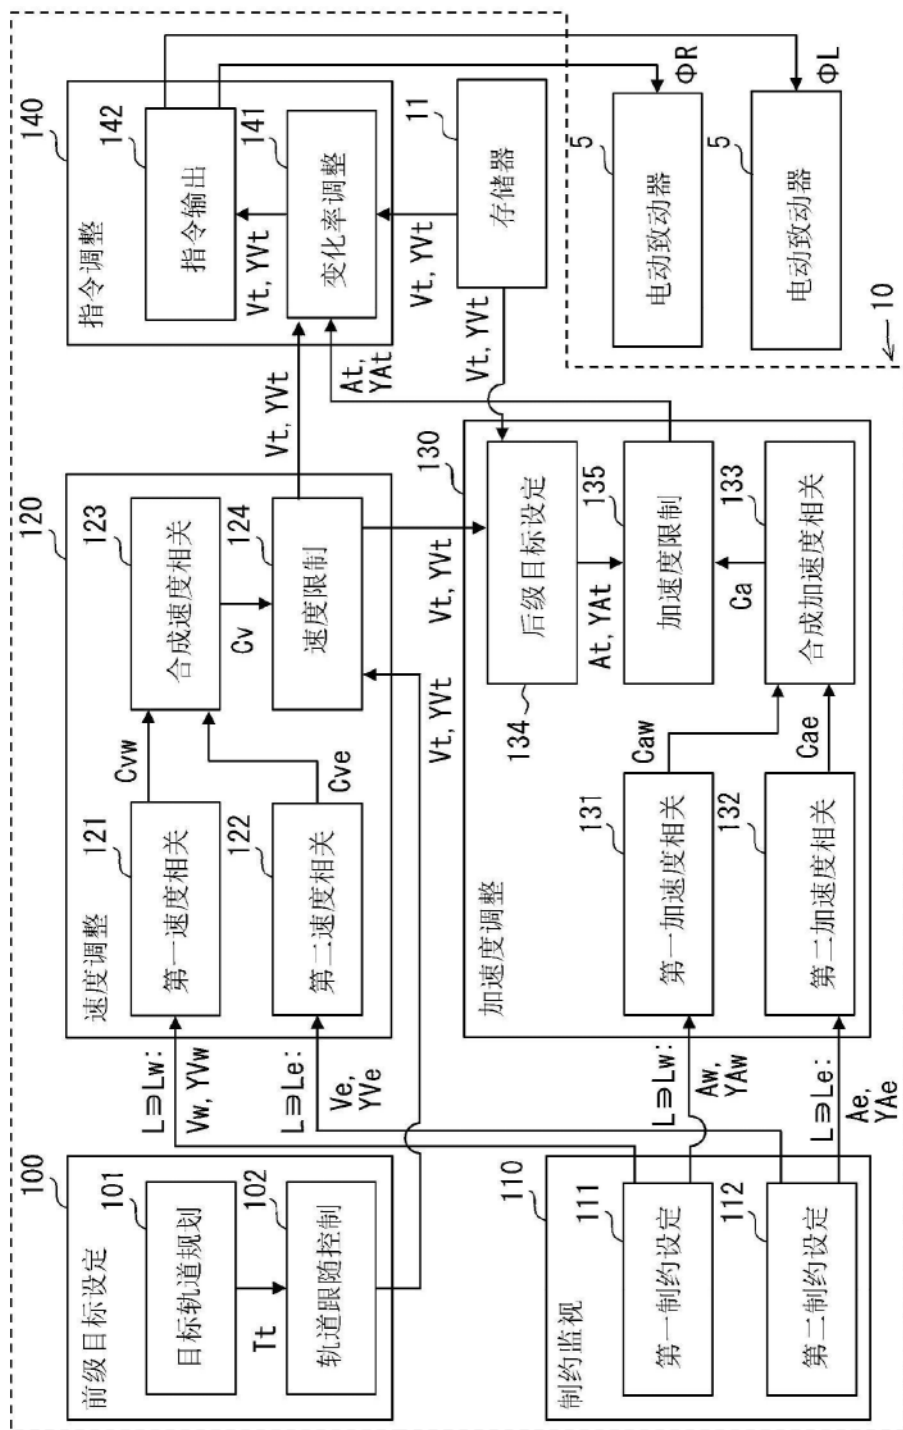 100
前级目标设定
101
目标轨道规划
Tt
102
轨道跟随控制
110
制约监视
111
第一制约设定
112
第二制约设定
L∋Lw:
Vw, YVw
L∋Le:
Ve,
YVe
L∋Lw:
Aw,
YAw
L∋Le:
Ae,
YAe
120
速度调整
121
第一速度相关
122
第二速度相关
Cvw
Cve
123
合成速度相关
Cv
124
速度限制
Vt, YVt
Vt, YVt
Vt, YVt
130
加速度调整
131
第一加速度相关
132
第二加速度相关
Caw
Cae
134
后级目标设定
At, YAt
135
加速度限制
Ca
133
合成加速度相关
At,
YAt
Vt, YVt
140
指令调整
142
指令输出
Vt, YVt
141
变化率调整
Vt, YVt
11
存储器
ΦR
ΦL
5
电动致动器
5
电动致动器
10